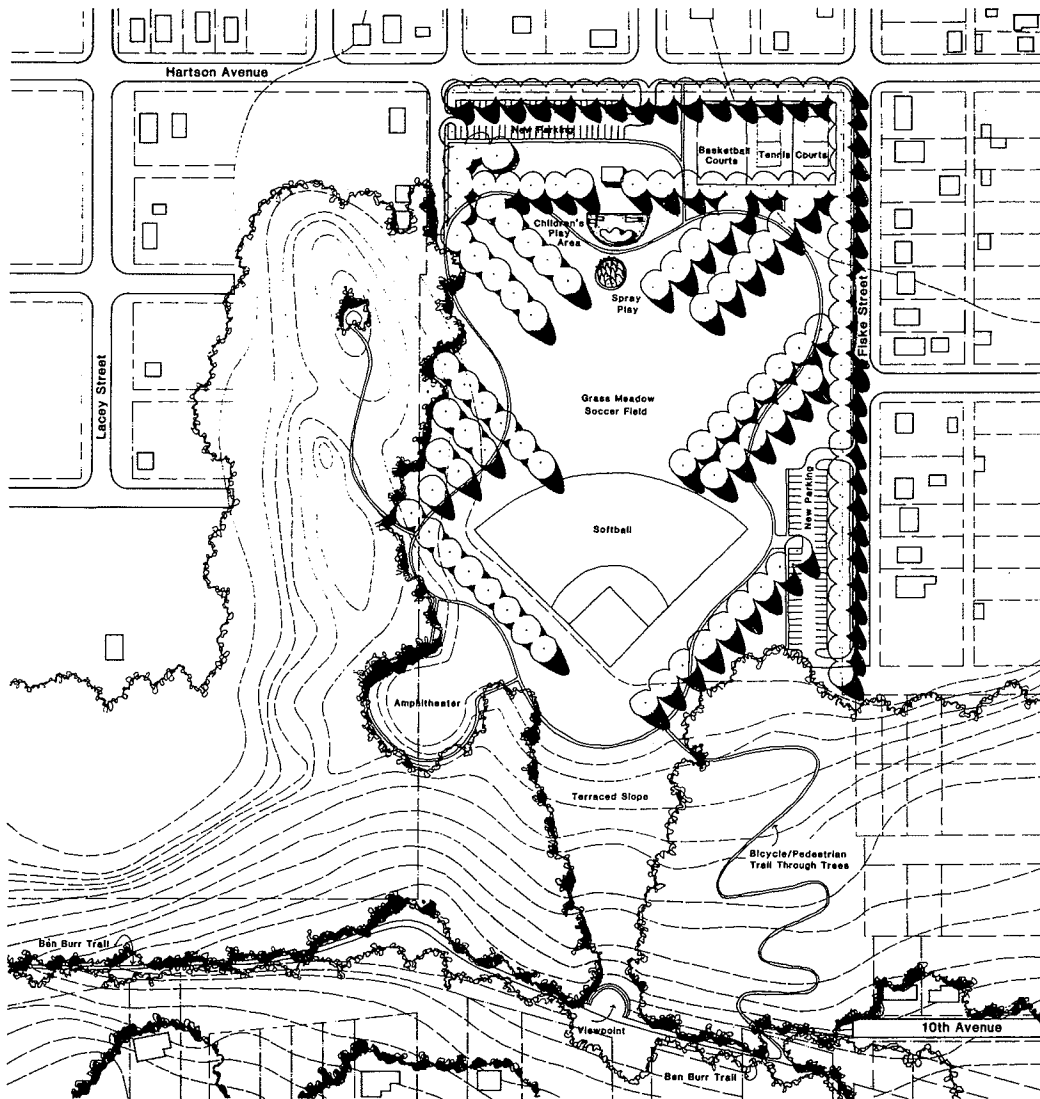 Hartson Avenue
New Parking
Basketball
Courts
Tennis Courts
Children's
Play
Area
Spray
Play
Fiske Street
Lacey Street
Grass Meadow
Soccer Field
New Parking
Softball
Amphitheater
Terraced Slope
Bicycle/Pedestrian
Trail Through Trees
Ben Burr Trail
Viewpoint
10th Avenue
Ben Burr Trail